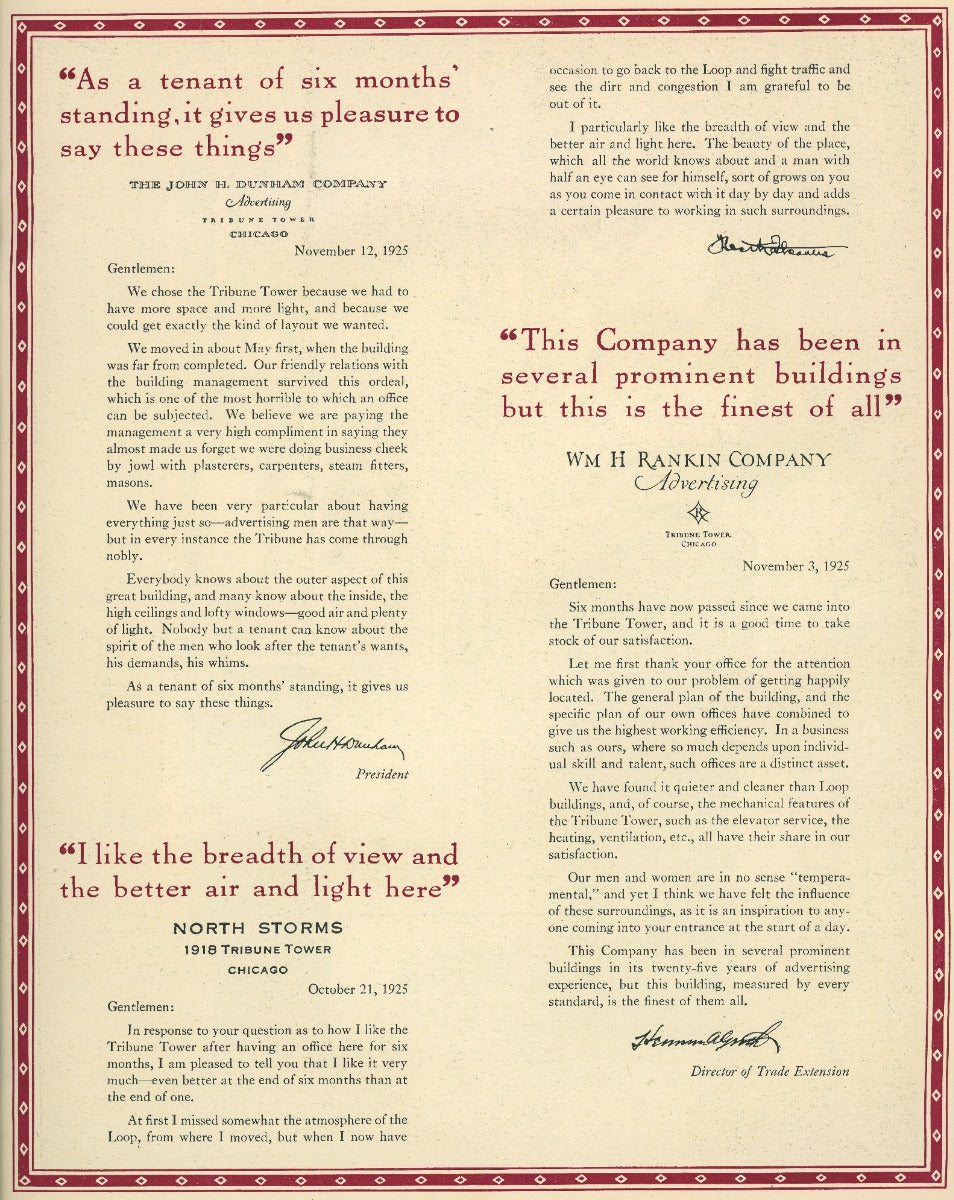 “As a tenant of six months’
standing, it gives us pleasure to
say these things”
THE JOHN H. DUNHAM COMPANY
Advertising
TRIBUNE TOWER
CHICAGO
November 12, 1925
Gentlemen:
We chose the Tribune Tower because we had to
have more space and more light, and because we
could get exactly the kind of layout we wanted.
We moved in about May first, when the building
was far from completed. Our friendly relations with
the building management survived this ordeal,
which is one of the most horrible to which an office
can be subjected. We believe we are paying the
management a very high compliment in saying they
almost made us forget we were doing business cheek
by jowl with plasterers, carpenters, steam fitters,
masons.
We have been very particular about having
everything just so—advertising men are that way—
but in every instance the Tribune has come through
nobly.
Everybody knows about the outer aspect of this
great building, and many know about the inside, the
high ceilings and lofty windows—good air and plenty
of light. Nobody but a tenant can know about the
spirit of the men who look after the tenant’s wants,
his demands, his whims.
As a tenant of six months’ standing, it gives us
pleasure to say these things.
John H Dunham
President
“I like the breadth of view and
the better air and light here”
NORTH STORMS
1918 TRIBUNE TOWER
CHICAGO
October 21, 1925
Gentlemen:
In response to your question as to how I like the
Tribune Tower after having an office here for six
months, I am pleased to tell you that I like it very
much—even better at the end of six months than at
the end of one.
At first I missed somewhat the atmosphere of the
Loop, from where I moved, but when I now have
occasion to go back to the Loop and fight traffic and
see the dirt and congestion I am grateful to be
out of it.
I particularly like the breadth of view and the
better air and light here. The beauty of the place,
which all the world knows about and a man with
half an eye can see for himself, sort of grows on you
as you come in contact with it day by day and adds
a certain pleasure to working in such surroundings.
“This Company has been in
several prominent buildings
but this is the finest of all”
WM H RANKIN COMPANY
Advertising
R
TRIBUNE TOWER
CHICAGO
November 3, 1925
Gentlemen:
Six months have now passed since we came into
the Tribune Tower, and it is a good time to take
stock of our satisfaction.
Let me first thank your office for the attention
which was given to our problem of getting happily
located. The general plan of the building, and the
specific plan of our own offices have combined to
give us the highest working efficiency. In a business
such as ours, where so much depends upon individ-
ual skill and talent, such offices are a distinct asset.
We have found it quieter and cleaner than Loop
buildings, and, of course, the mechanical features of
the Tribune Tower, such as the elevator service, the
heating, ventilation, etc., all have their share in our
satisfaction.
Our men and women are in no sense “tempera-
mental,” and yet I think we have felt the influence
of these surroundings, as it is an inspiration to any-
one coming into your entrance at the start of a day.
This Company has been in several prominent
buildings in its twenty-five years of advertising
experience, but this building, measured by every
standard, is the finest of them all.
Director of Trade Extension